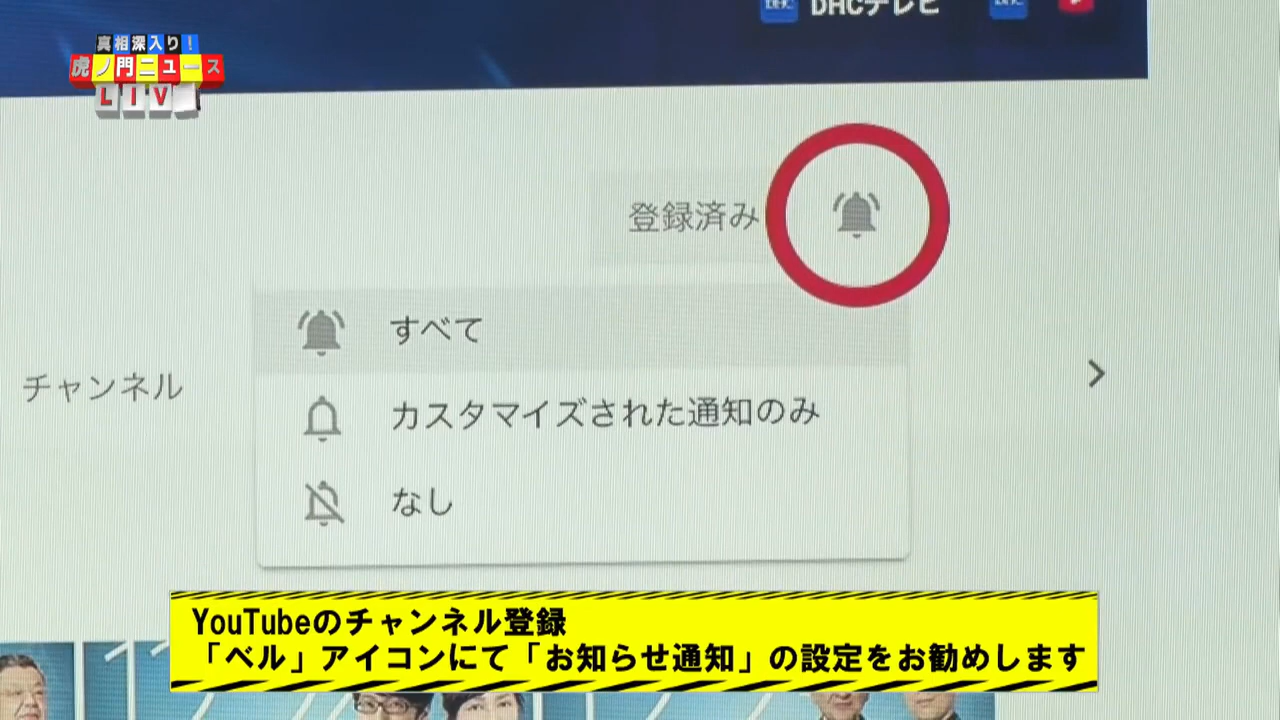 DHCテレビ
真相深入り!
虎ノ門ニュース
LIV
登録済み
すべて
チャンネル
カスタマイズされた通知のみ
なし
YouTubeのチャンネル登録
「ベル」アイコンにて「お知らせ通知」の設定をお勧めします